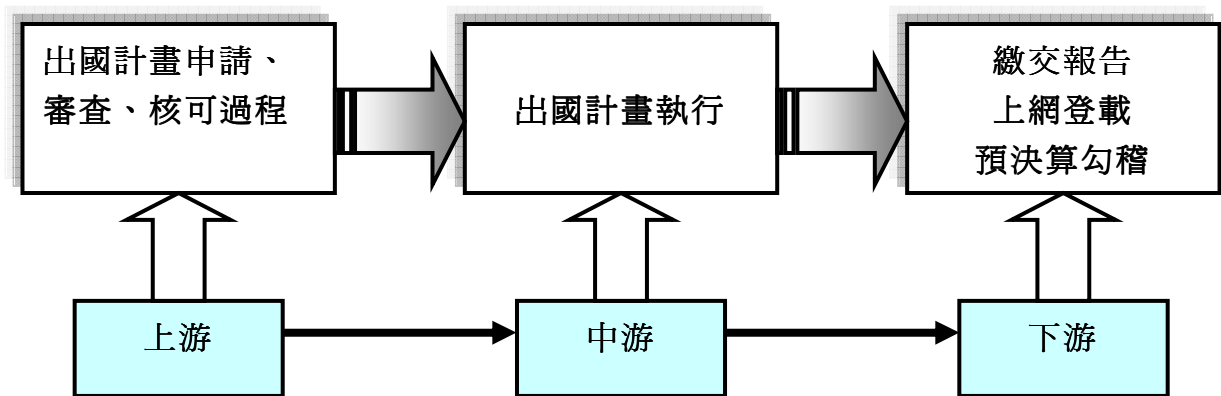 出國計畫申請、
審查、核可過程
出國計畫執行
繳交報告
上網登載
預決算勾稽
上游
中游
下游